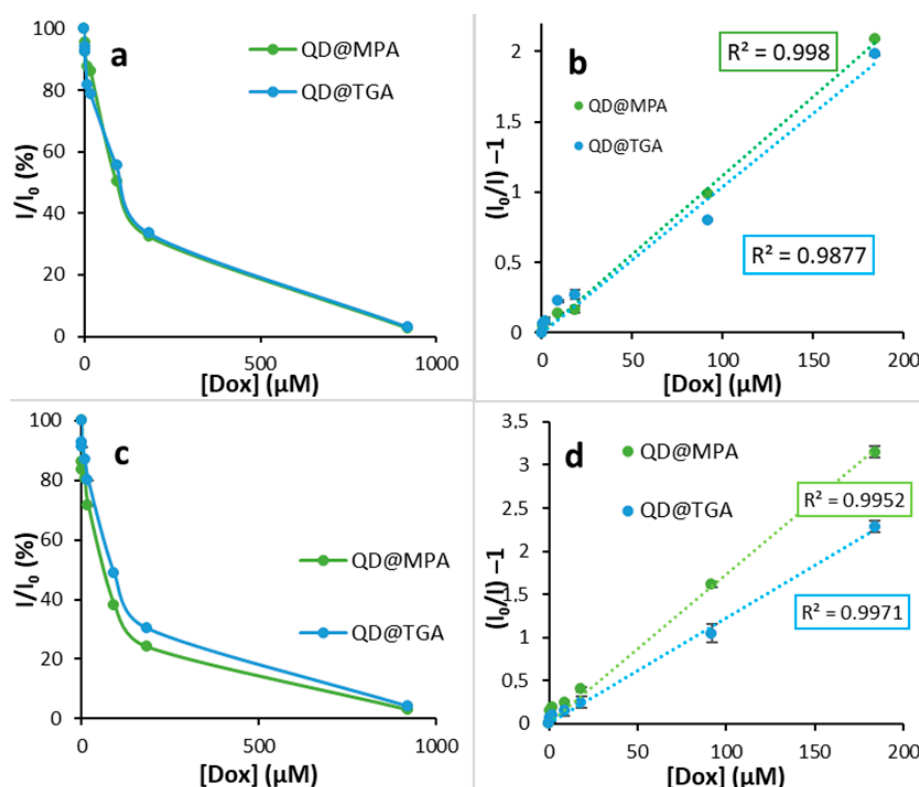 a
QD@MPA
QD@TGA
I/I₀ (%)
100
80
60
40
20
0
0
500
1000
[Dox] (µM)
b
R² = 0.998
QD@MPA
QD@TGA
R² = 0.9877
(I₀/I) −1
2
1,5
1
0,5
0
0
50
100
150
200
[Dox] (µM)
c
QD@MPA
QD@TGA
I/I₀ (%)
100
80
60
40
20
0
0
500
1000
[Dox] (µM)
d
QD@MPA
R² = 0.9952
QD@TGA
R² = 0.9971
(I₀/I) −1
3.5
3
2.5
2
1.5
1
0,5
0
0
50
100
150
200
[Dox] (µM)